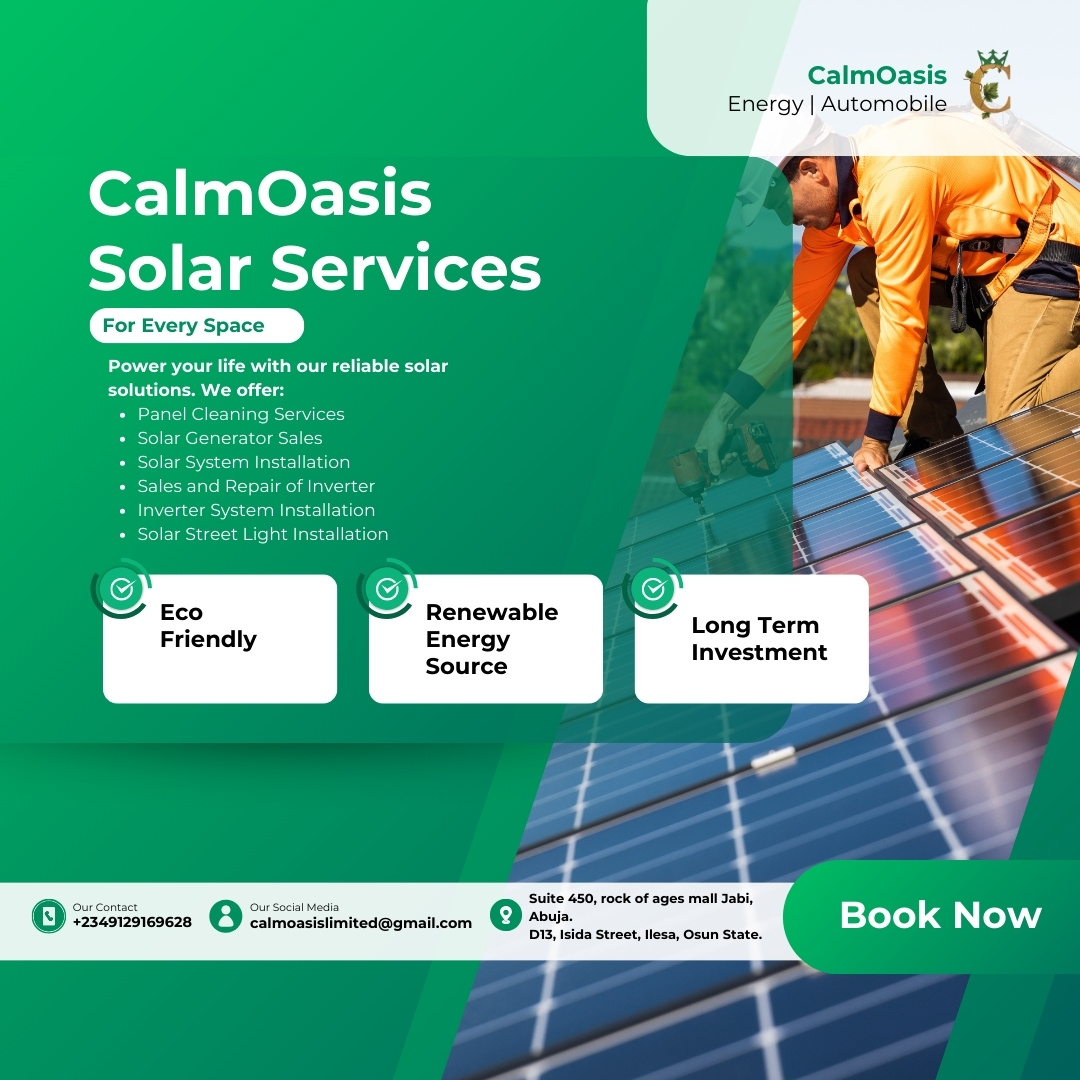 CalmOasis
Energy | Automobile
C
CalmOasis
Solar Services
For Every Space
Power your life with our reliable solar
solutions. We offer:
• Panel Cleaning Services
• Solar Generator Sales
• Solar System Installation
• Sales and Repair of Inverter
• Inverter System Installation
• Solar Street Light Installation
Eco
Friendly
Renewable
Energy
Source
Long Term
Investment
Our Contact
+2349129169628
Our Social Media
calmoasislimited@gmail.com
Suite 450, rock of ages mall Jabi,
Abuja.
D13, Isida Street, Ilesa, Osun State.
Book Now